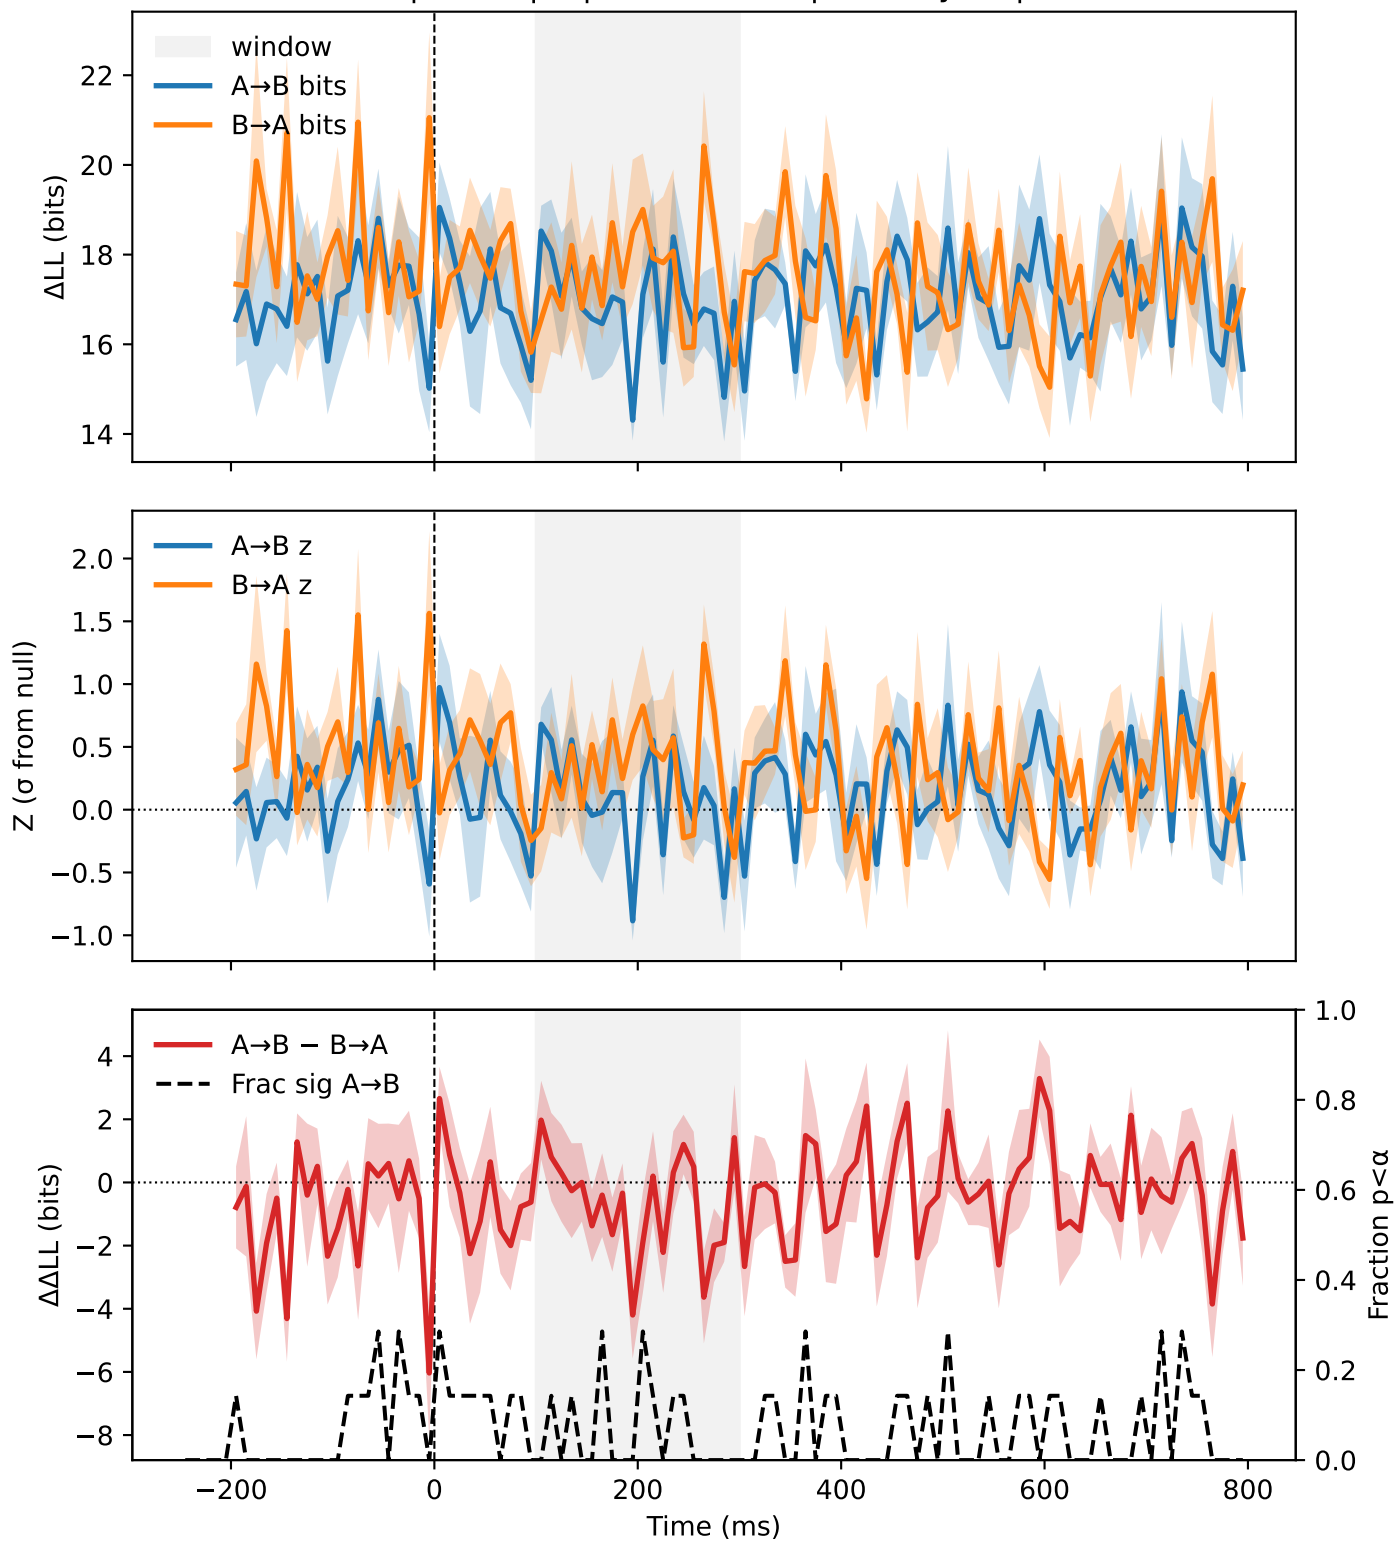 window
A→B bits
B→A bits
ΔLL (bits)
22
20
18
16
14
A→B z
B→A z
Z (σ from null)
2.0
1.5
1.0
0.5
0.0
−0.5
−1.0
A→B − B→A
Frac sig A→B
ΔΔLL (bits)
4
2
0
−2
−4
−6
−8
1.0
0.8
0.6
0.4
0.2
0.0
Fraction p<α
−200 0 200 400 600 800
Time (ms)